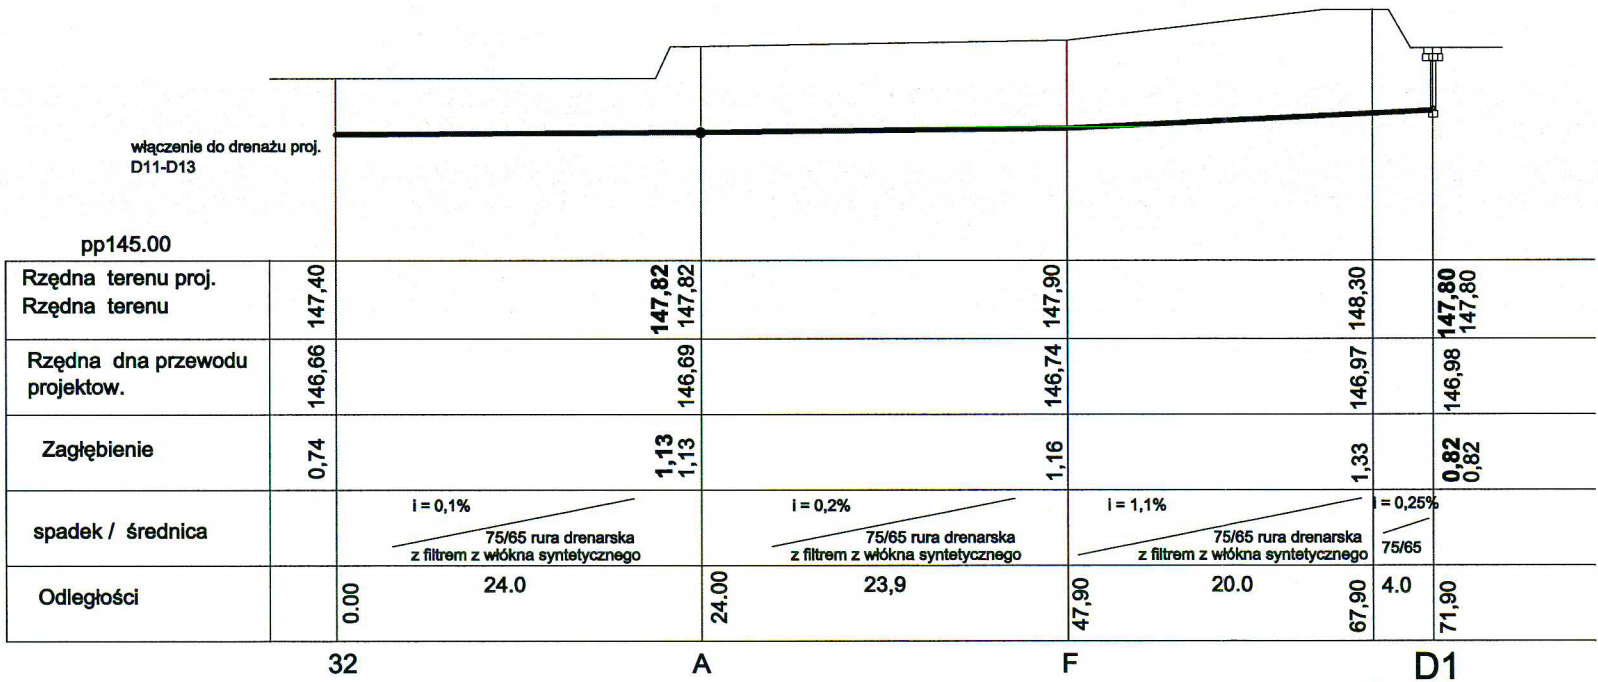 włączenie do drenażu proj.
D11-D13
pp145.00
Rzędna terenu proj.
147,82
147,80
Rzędna terenu
147,40
147,82
147,90
148,30
147,80
Rzędna dna przewodu
projektow.
146,66
146,69
146,74
146,97
146,98
Zagłębienie
0,74
1,13
1,13
1,16
1,33
0,82
0,82
spadek / średnica
i = 0,1%
75/65 rura drenarska
z filtrem z włókna syntetycznego
i = 0,2%
75/65 rura drenarska
z filtrem z włókna syntetycznego
i = 1,1%
75/65 rura drenarska
z filtrem z włókna syntetycznego
i = 0,25%
75/65
Odległości
0.00
24.0
24.00
23,9
47,90
20.0
67,90
4.0
71,90
32
A
F
D1